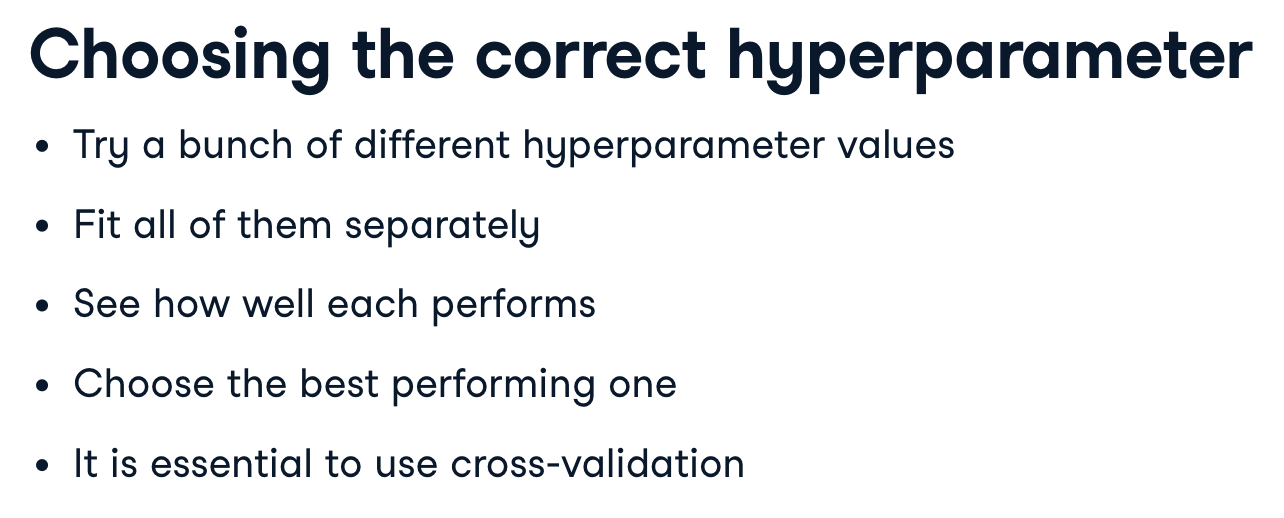 Choosing the correct hyperparameter
• Try a bunch of different hyperparameter values
• Fit all of them separately
• See how well each performs
• Choose the best performing one
• It is essential to use cross-validation